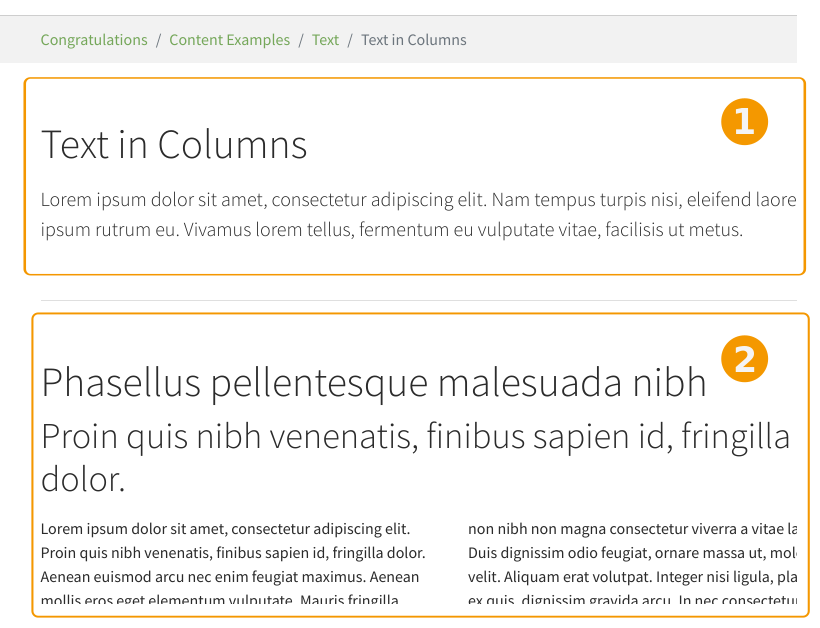 Congratulations / Content Examples / Text / Text in Columns
1
Text in Columns
Lorem ipsum dolor sit amet, consectetur adipiscing elit. Nam tempus turpis nisi, eleifend laore
ipsum rutrum eu. Vivamus lorem tellus, fermentum eu vulputate vitae, facilisis ut metus.
2
Phasellus pellentesque malesuada nibh
Proin quis nibh venenatis, finibus sapien id, fringilla
dolor.
Lorem ipsum dolor sit amet, consectetur adipiscing elit.
Proin quis nibh venenatis, finibus sapien id, fringilla dolor.
Aenean euismod arcu nec enim feugiat maximus. Aenean
mollis eros eget elementum vulputate. Mauris fringilla
non nibh non magna consectetur viverra a vitae la
Duis dignissim odio feugiat, ornare massa ut, mol
velit. Aliquam erat volutpat. Integer nisi ligula, pla
ex quis, dignissim gravida arcu. In nec consectetu